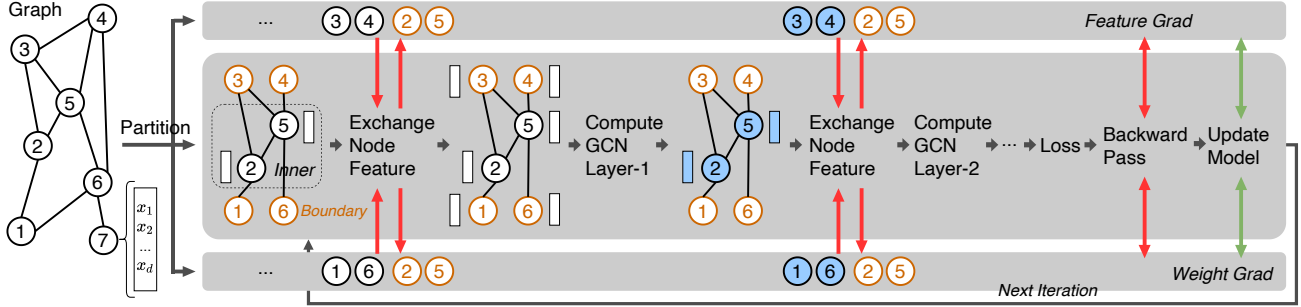 Graph
4
3
5
2
6
1
7
x1
x2
...
xd
Partition
... 3 4 2 5
3 4 2 5
Feature Grad
3 4
5
2
Inner
1 6
Boundary
Exchange
Node
Feature
3 4
5
2
1 6
Compute
GCN
Layer-1
3 4
5
2
1 6
Exchange
Node
Feature
Compute
GCN
Layer-2
...
Loss
Backward
Pass
Update
Model
... 1 6 2 5
1 6 2 5
Weight Grad
Next Iteration